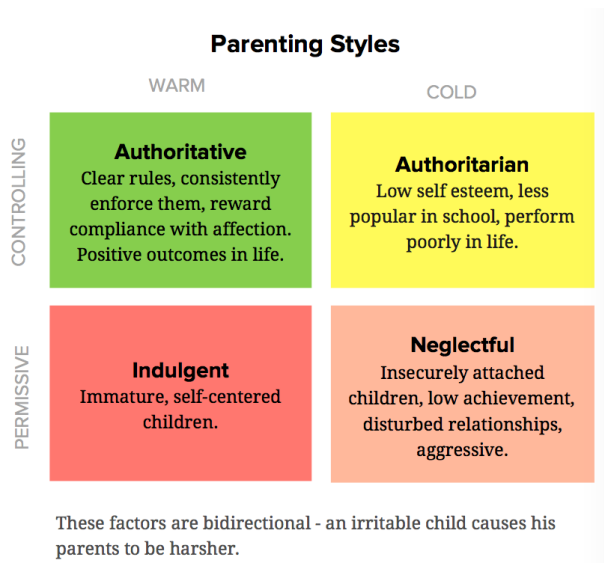 Parenting Styles
WARM
COLD
CONTROLLING
Authoritative
Clear rules, consistently
enforce them, reward
compliance with affection.
Positive outcomes in life.
Authoritarian
Low self esteem, less
popular in school, perform
poorly in life.
PERMISSIVE
Indulgent
Immature, self-centered
children.
Neglectful
Insecurely attached
children, low achievement,
disturbed relationships,
aggressive.
These factors are bidirectional - an irritable child causes his
parents to be harsher.